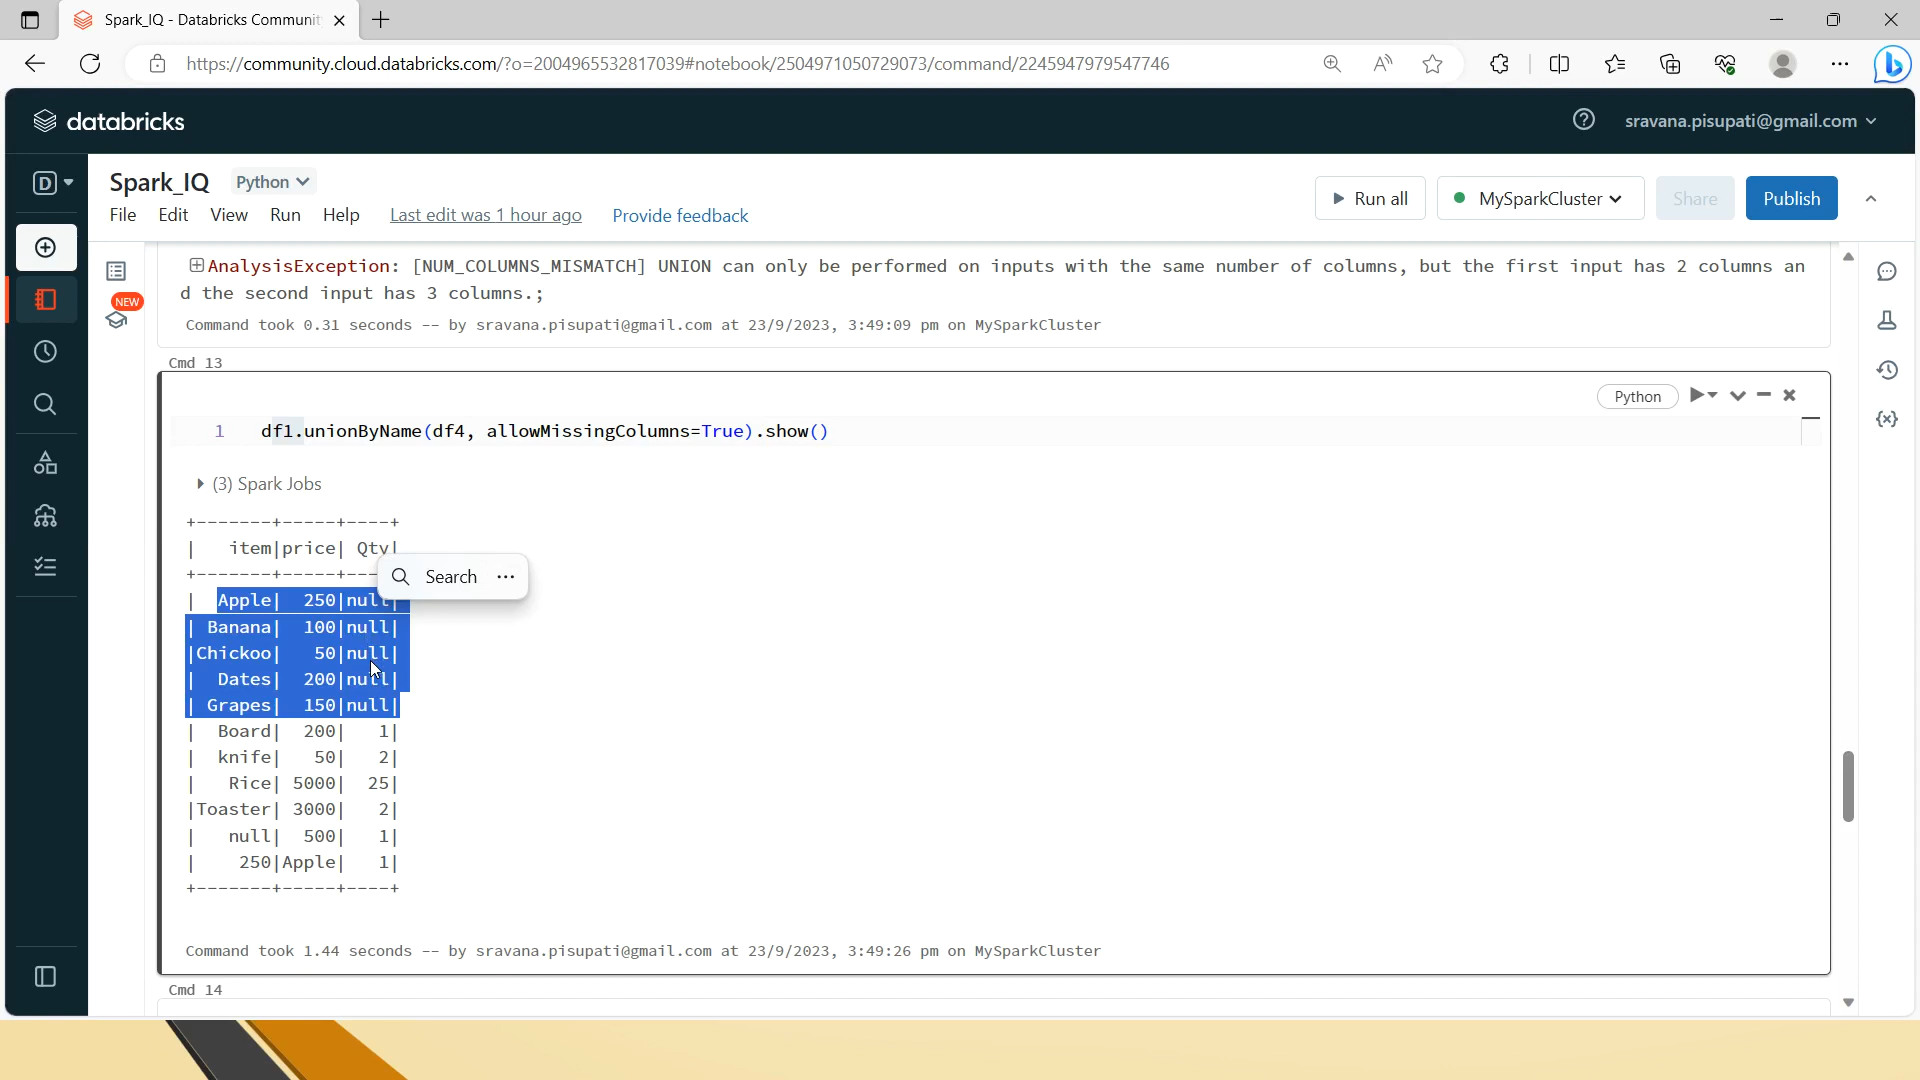 Spark_IQ - Databricks Communit
https://community.cloud.databricks.com/?o=2004965532817039#notebook/2504971050729073/command/2245947979547746
databricks
sravana.pisupati@gmail.com
D
Spark_IQ Python
File Edit View Run Help Last edit was 1 hour ago Provide feedback
Run all MySparkCluster Share Publish
NEW
AnalysisException: [NUM_COLUMNS_MISMATCH] UNION can only be performed on inputs with the same number of columns, but the first input has 2 columns an
d the second input has 3 columns.;
Command took 0.31 seconds -- by sravana.pisupati@gmail.com at 23/9/2023, 3:49:09 pm on MySparkCluster
Cmd 13
Python
1 df1.unionByName(df4, allowMissingColumns=True).show()
(3) Spark Jobs
+-------+-----+----+
|   item|price| Qty|
+-------+-----+---
Search
|  Apple|  250|null|
| Banana|  100|null|
|Chickoo|   50|null|
|  Dates|  200|null|
| Grapes|  150|null|
|  Board|  200|   1|
|  knife|   50|   2|
|   Rice| 5000|  25|
|Toaster| 3000|   2|
|   null|  500|   1|
|    250|Apple|   1|
+-------+-----+----+
Command took 1.44 seconds -- by sravana.pisupati@gmail.com at 23/9/2023, 3:49:26 pm on MySparkCluster
Cmd 14